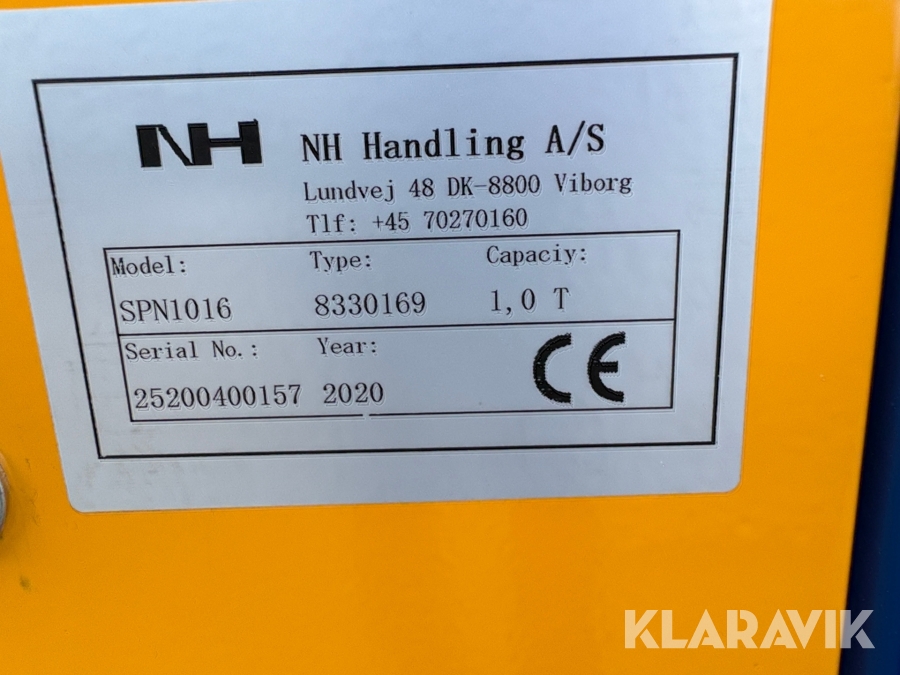 NH NH Handling A/S
Lundvej 48 DK-8800 Viborg
Tlf: +45 70270160
Model: Type: Capaciy:
SPN1016 8330169 1,0 T
Serial No.: Year:
25200400157 2020 CE
KLARAVIK